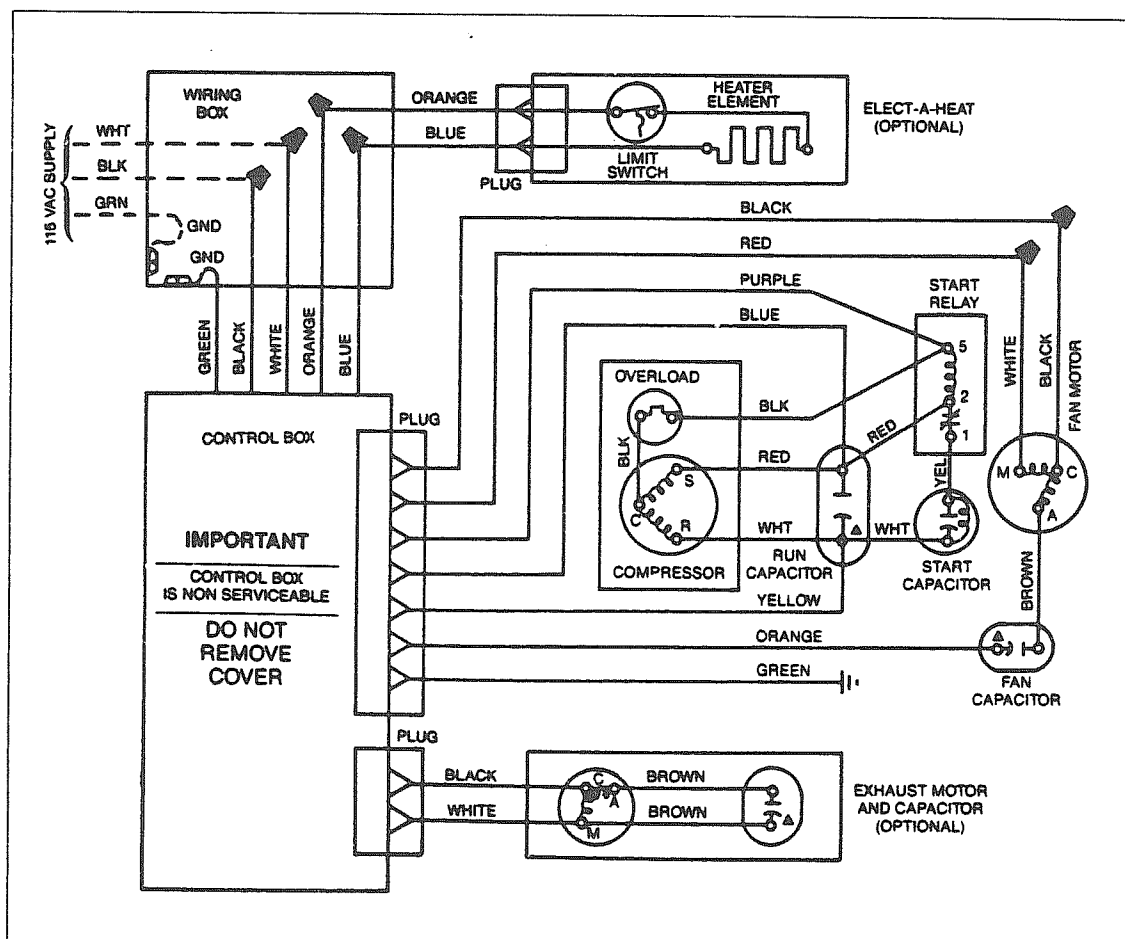 WIRING
BOX
WHT
BLK
GRN
115 VAC SUPPLY
GND
GND
ORANGE
BLUE
PLUG
HEATER
ELEMENT
LIMIT
SWITCH
ELECT-A-HEAT
(OPTIONAL)
GREEN
BLACK
WHITE
ORANGE
BLUE
BLACK
RED
PURPLE
BLUE
START
RELAY
5
2
1
WHITE
BLACK
FAN MOTOR
OVERLOAD
BLK
BLK
RED
RED
YEL
S
C
R
WHT
WHT
COMPRESSOR
RUN
CAPACITOR
START
CAPACITOR
M
C
A
BROWN
PLUG
CONTROL BOX
IMPORTANT
CONTROL BOX
IS NON SERVICEABLE
DO NOT
REMOVE
COVER
YELLOW
ORANGE
GREEN
FAN
CAPACITOR
PLUG
BLACK
WHITE
C
A
M
BROWN
BROWN
EXHAUST MOTOR
AND CAPACITOR
(OPTIONAL)